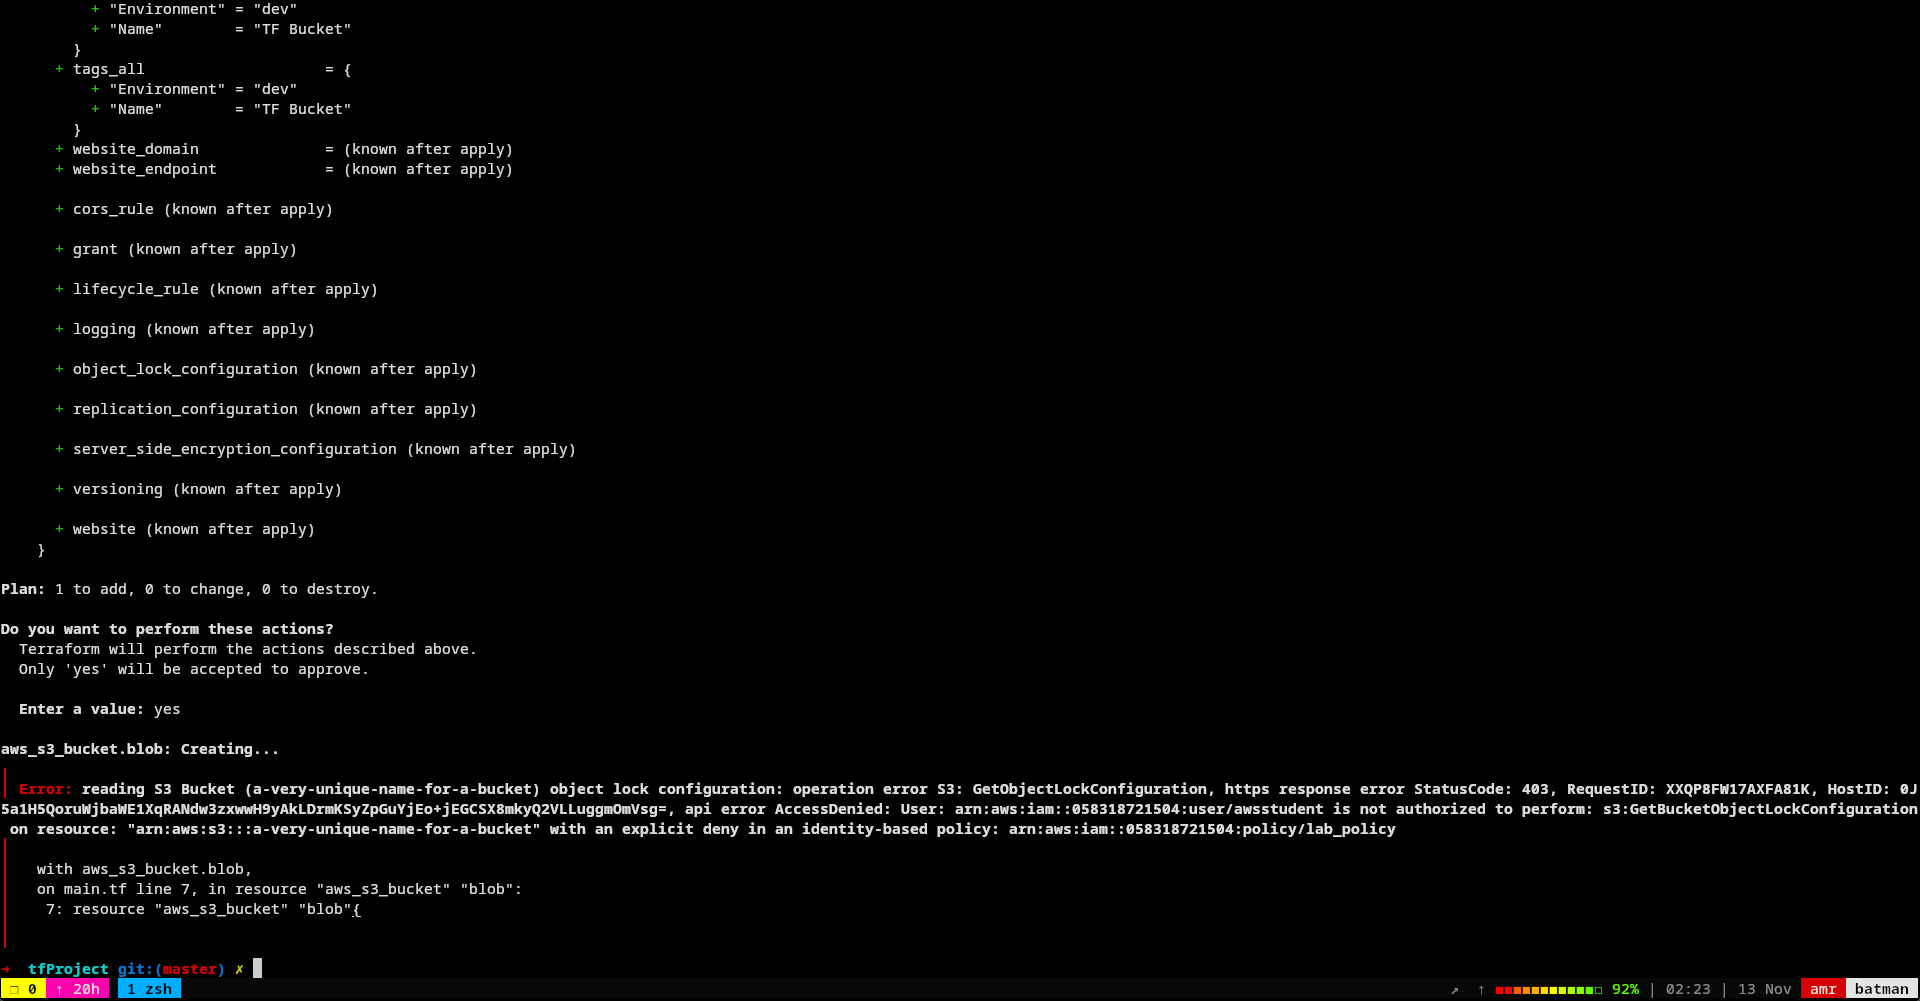 + "Environment" = "dev"
+ "Name"        = "TF Bucket"
}
+ tags_all                    = {
+ "Environment" = "dev"
+ "Name"        = "TF Bucket"
}
+ website_domain              = (known after apply)
+ website_endpoint            = (known after apply)
+ cors_rule (known after apply)
+ grant (known after apply)
+ lifecycle_rule (known after apply)
+ logging (known after apply)
+ object_lock_configuration (known after apply)
+ replication_configuration (known after apply)
+ server_side_encryption_configuration (known after apply)
+ versioning (known after apply)
+ website (known after apply)
}
Plan: 1 to add, 0 to change, 0 to destroy.
Do you want to perform these actions?
Terraform will perform the actions described above.
Only 'yes' will be accepted to approve.
Enter a value: yes
aws_s3_bucket.blob: Creating...
Error: reading S3 Bucket (a-very-unique-name-for-a-bucket) object lock configuration: operation error S3: GetObjectLockConfiguration, https response error StatusCode: 403, RequestID: XXQP8FW17AXFA81K, HostID: 0J
5a1H5QoruWjbaWE1XqRANdw3zxwwH9yAkLDrmKSyZpGuYjEo+jEGCSX8mkyQ2VLLuggmOmVsg=, api error AccessDenied: User: arn:aws:iam::058318721504:user/awsstudent is not authorized to perform: s3:GetBucketObjectLockConfiguration
on resource: "arn:aws:s3:::a-very-unique-name-for-a-bucket" with an explicit deny in an identity-based policy: arn:aws:iam::058318721504:policy/lab_policy
with aws_s3_bucket.blob,
on main.tf line 7, in resource "aws_s3_bucket" "blob":
7: resource "aws_s3_bucket" "blob"{
➜  tfProject git:(master) ✗
❐ 0 ↑ 20h 1 zsh ↗ ↑ 92% | 02:23 | 13 Nov amr batman